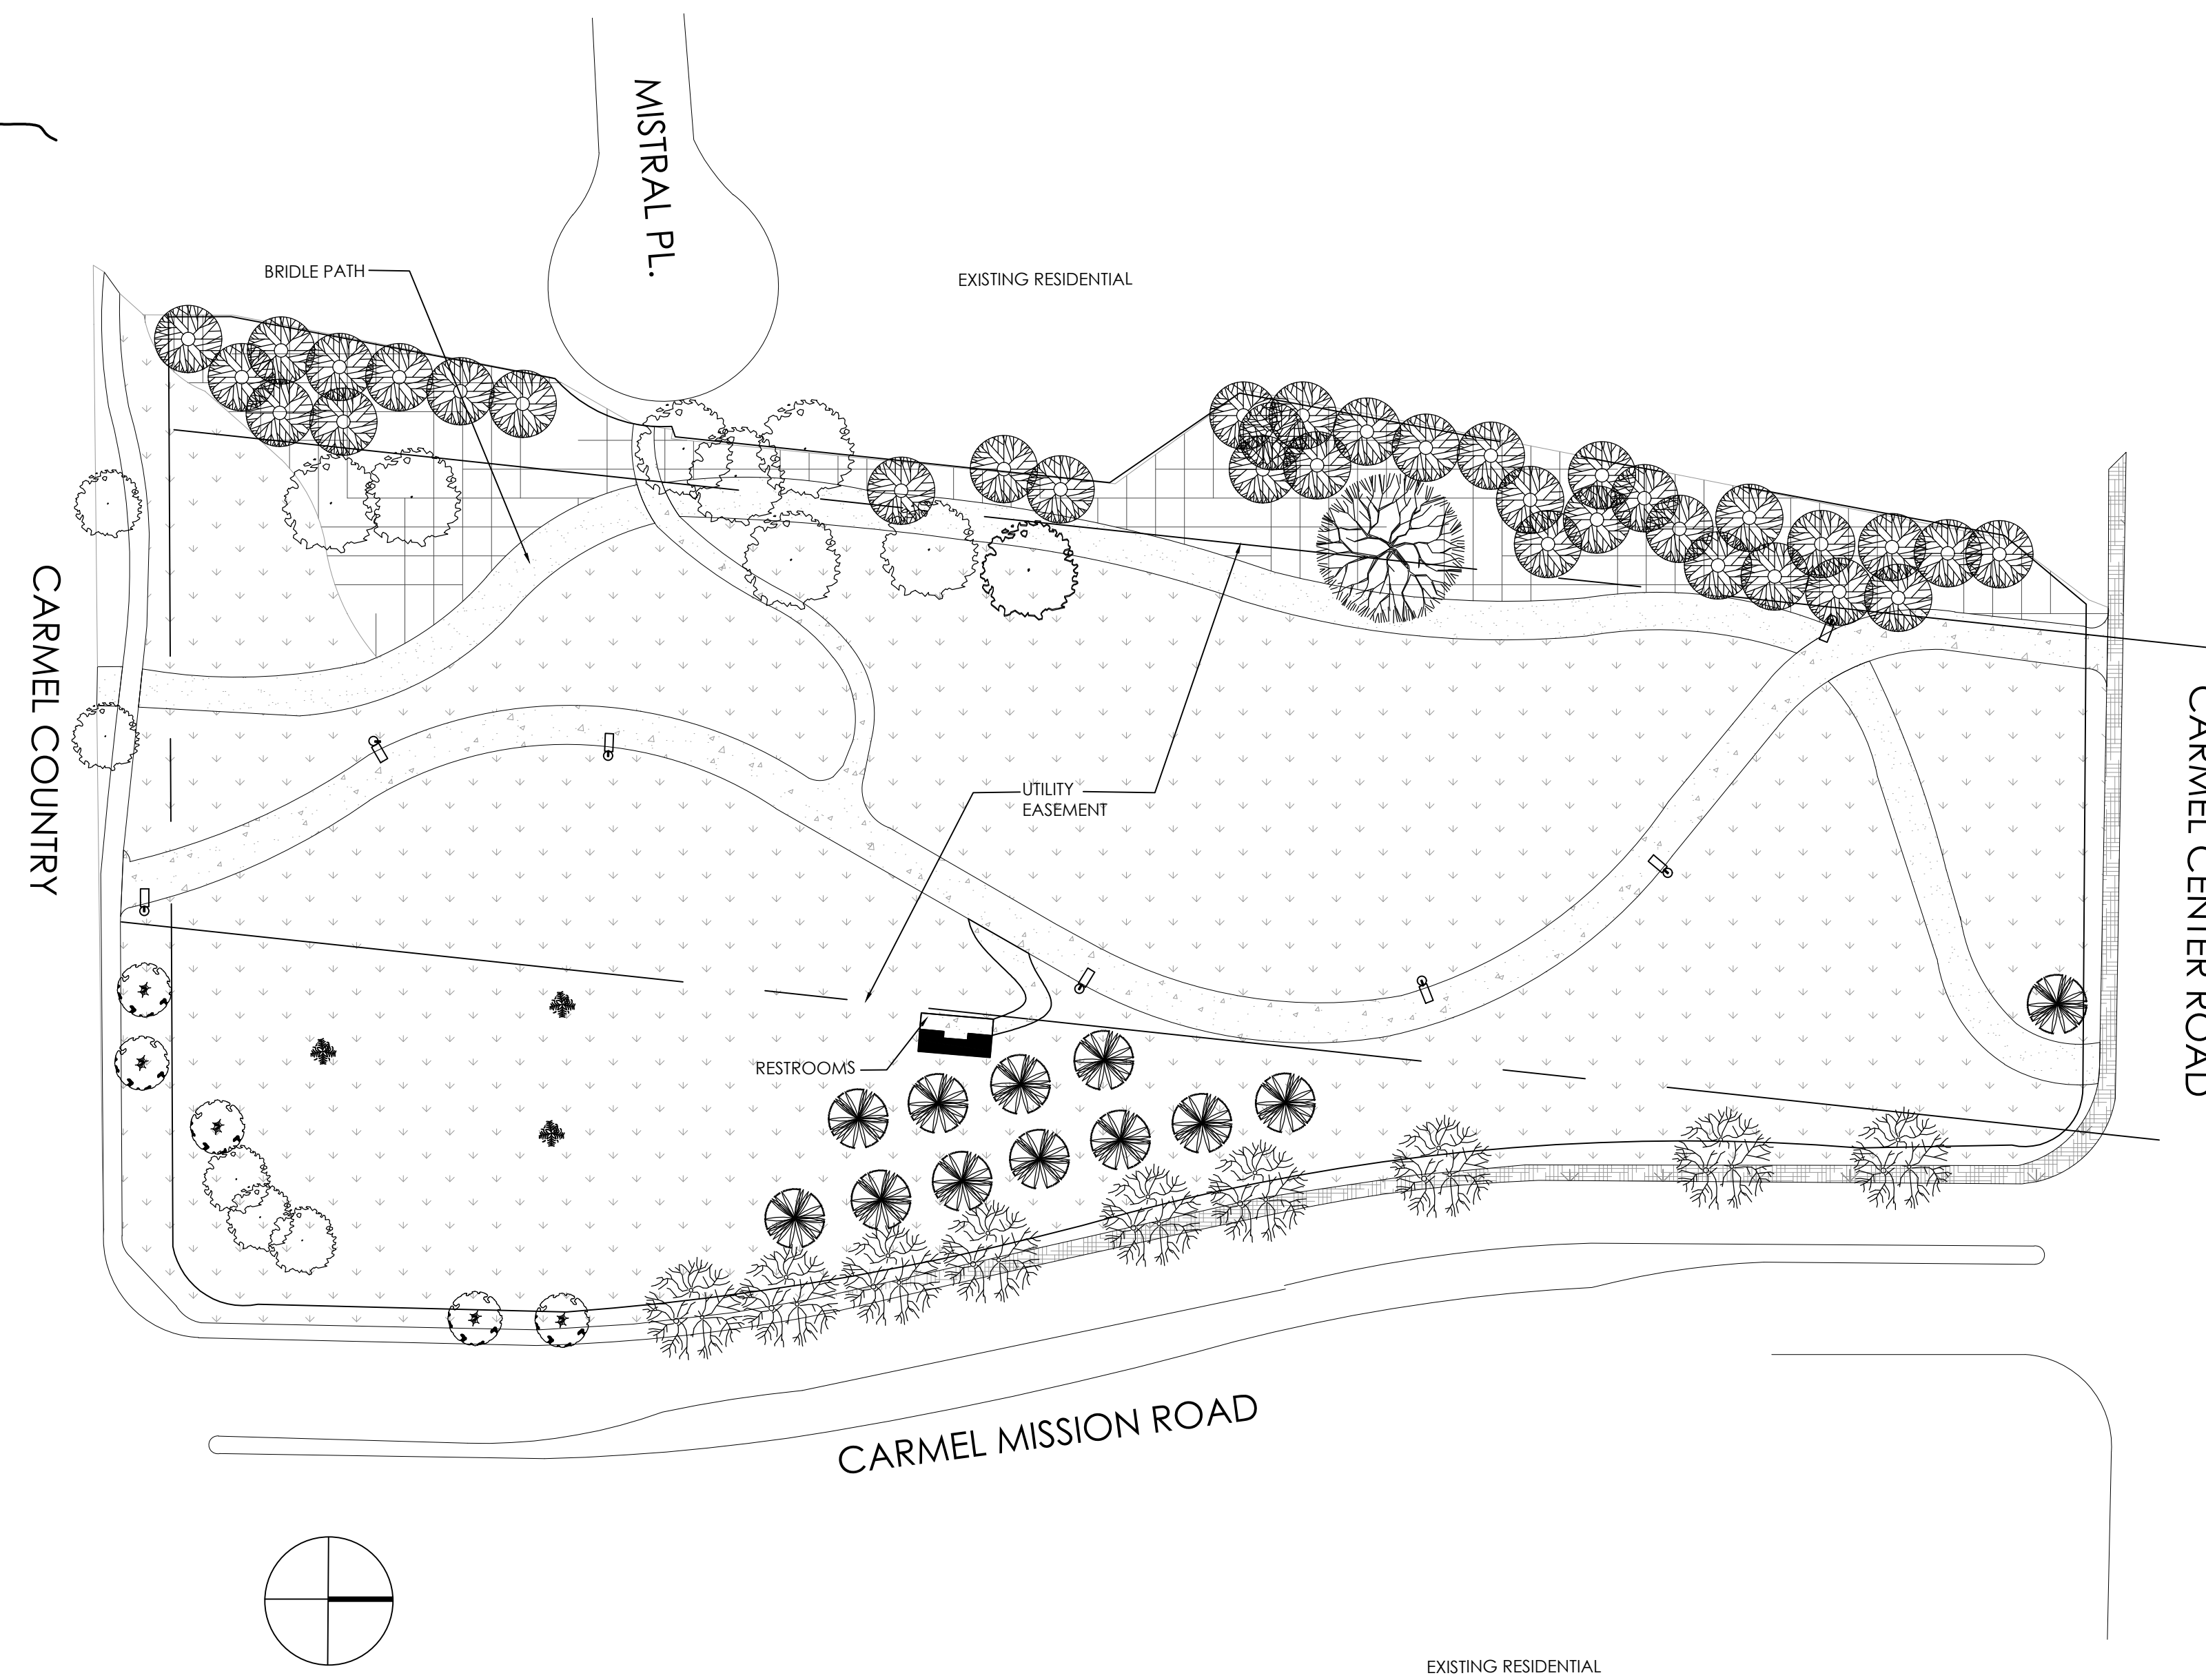 MISTRAL PL.
BRIDLE PATH
EXISTING RESIDENTIAL
CARMEL COUNTRY
CARMEL CENTER ROAD
UTILITY
EASEMENT
RESTROOMS
CARMEL MISSION ROAD
EXISTING RESIDENTIAL